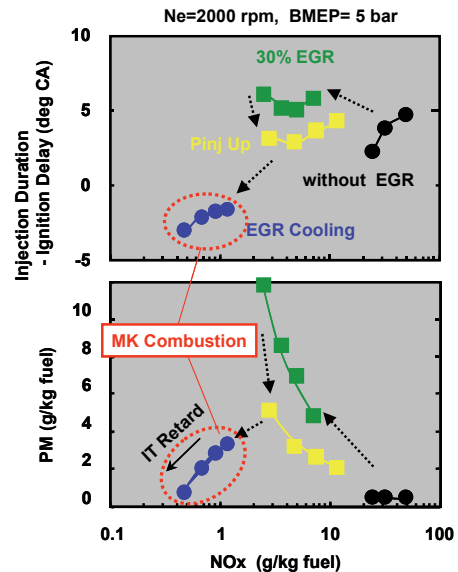 Ne=2000 rpm, BMEP= 5 bar
Injection Duration
- Ignition Delay (deg CA)
10
5
0
-5
30% EGR
Pinj Up
without EGR
EGR Cooling
MK Combustion
PM (g/kg fuel)
12
10
8
6
4
2
0
IT Retard
0.1
1
10
100
NOx (g/kg fuel)